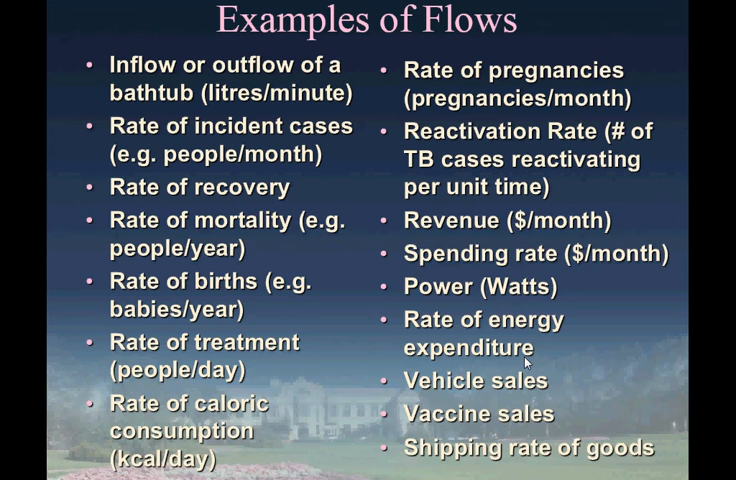 Examples of Flows
• Inflow or outflow of a
bathtub (litres/minute)
• Rate of incident cases
(e.g. people/month)
• Rate of recovery
• Rate of mortality (e.g.
people/year)
• Rate of births (e.g.
babies/year)
• Rate of treatment
(people/day)
• Rate of caloric
consumption
(kcal/day)
• Rate of pregnancies
(pregnancies/month)
• Reactivation Rate (# of
TB cases reactivating
per unit time)
• Revenue ($/month)
• Spending rate ($/month)
• Power (Watts)
• Rate of energy
expenditure
• Vehicle sales
• Vaccine sales
• Shipping rate of goods